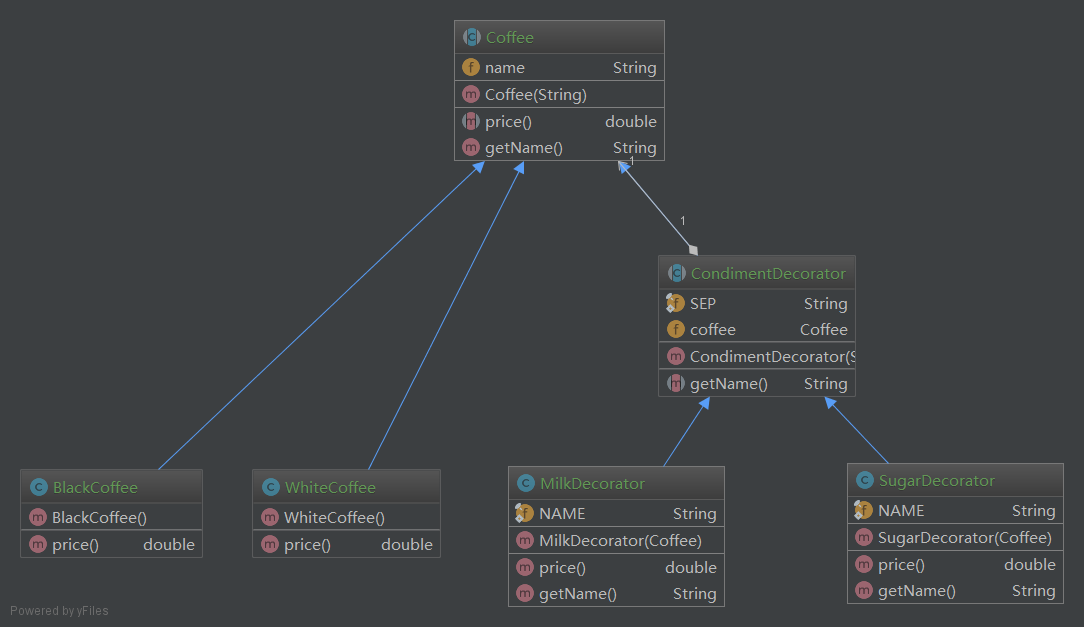 Coffee
name String
Coffee(String)
price() double
getName() String
1
1
CondimentDecorator
SEP String
coffee Coffee
CondimentDecorator(S
getName() String
BlackCoffee
BlackCoffee()
price() double
WhiteCoffee
WhiteCoffee()
price() double
MilkDecorator
NAME String
MilkDecorator(Coffee)
price() double
getName() String
SugarDecorator
NAME String
SugarDecorator(Coffee)
price() double
getName() String
Powered by yFiles